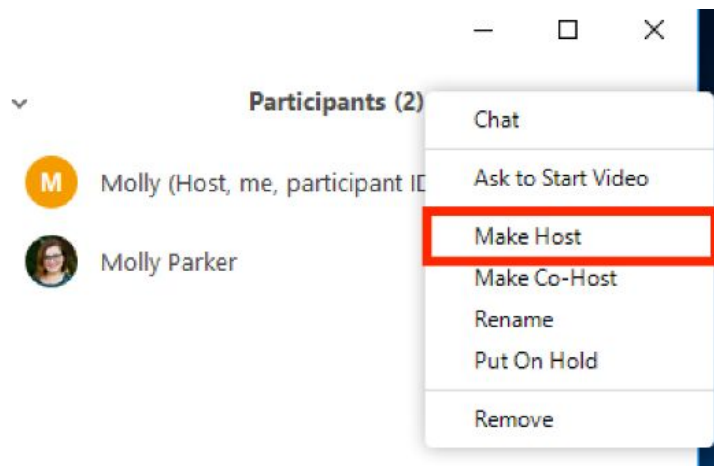 Participants (2)
M
Molly (Host, me, participant ID
Molly Parker
Chat
Ask to Start Video
Make Host
Make Co-Host
Rename
Put On Hold
Remove